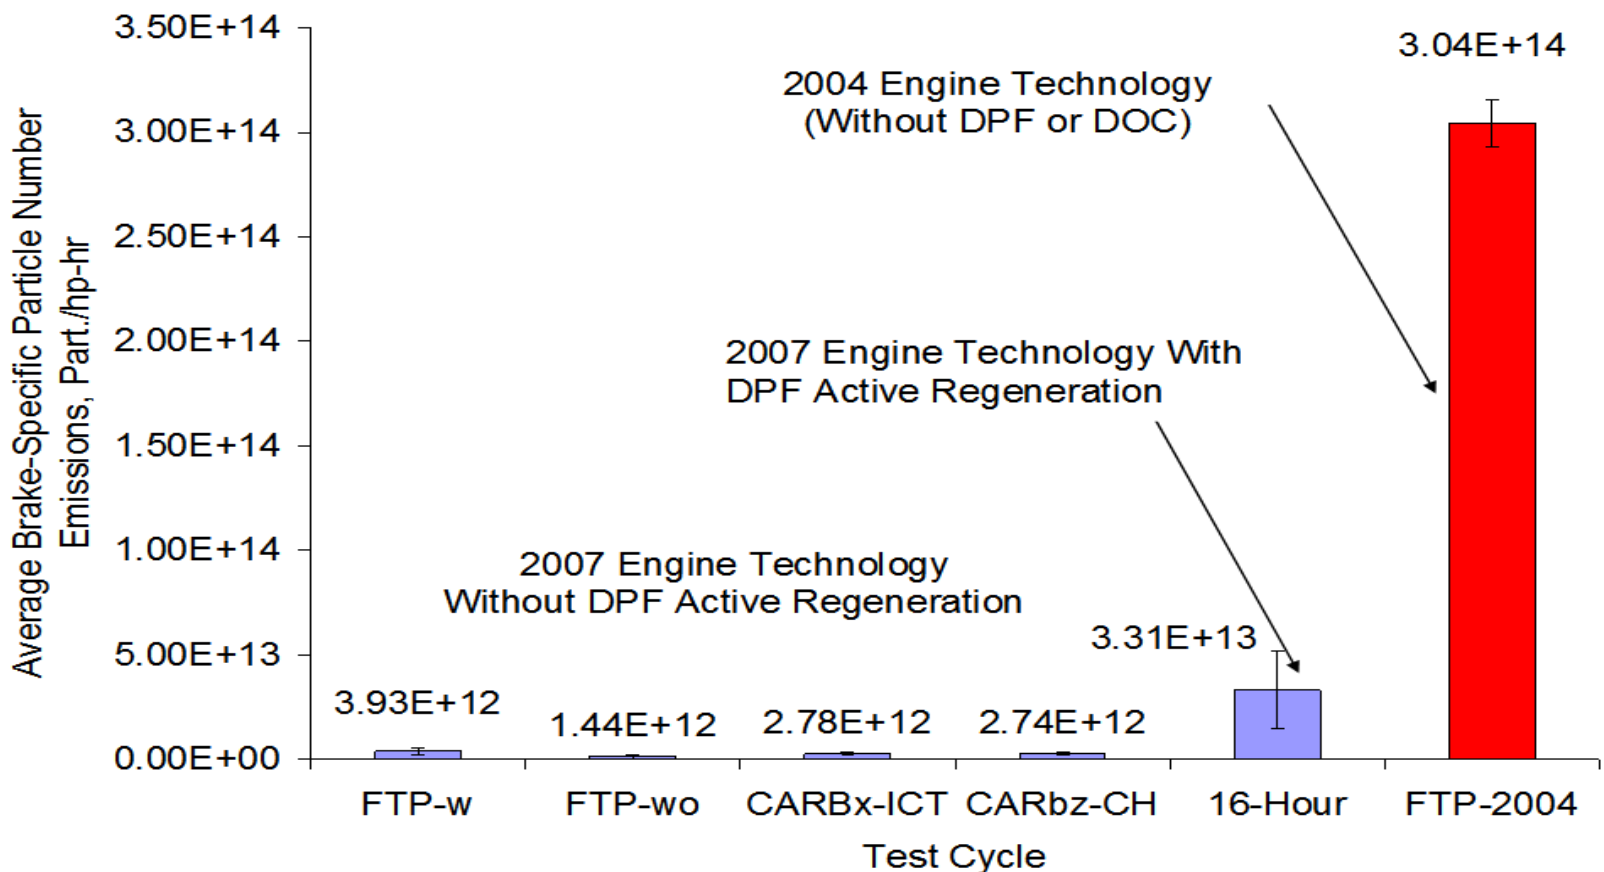 Average Brake-Specific Particle Number
Emissions, Part./hp-hr
3.50E+14
3.00E+14
2.50E+14
2.00E+14
1.50E+14
1.00E+14
5.00E+13
0.00E+00
3.04E+14
2004 Engine Technology
(Without DPF or DOC)
2007 Engine Technology With
DPF Active Regeneration
2007 Engine Technology
Without DPF Active Regeneration
3.93E+12
1.44E+12
2.78E+12
2.74E+12
3.31E+13
FTP-w
FTP-wo
CARBx-ICT
CARbz-CH
16-Hour
FTP-2004
Test Cycle